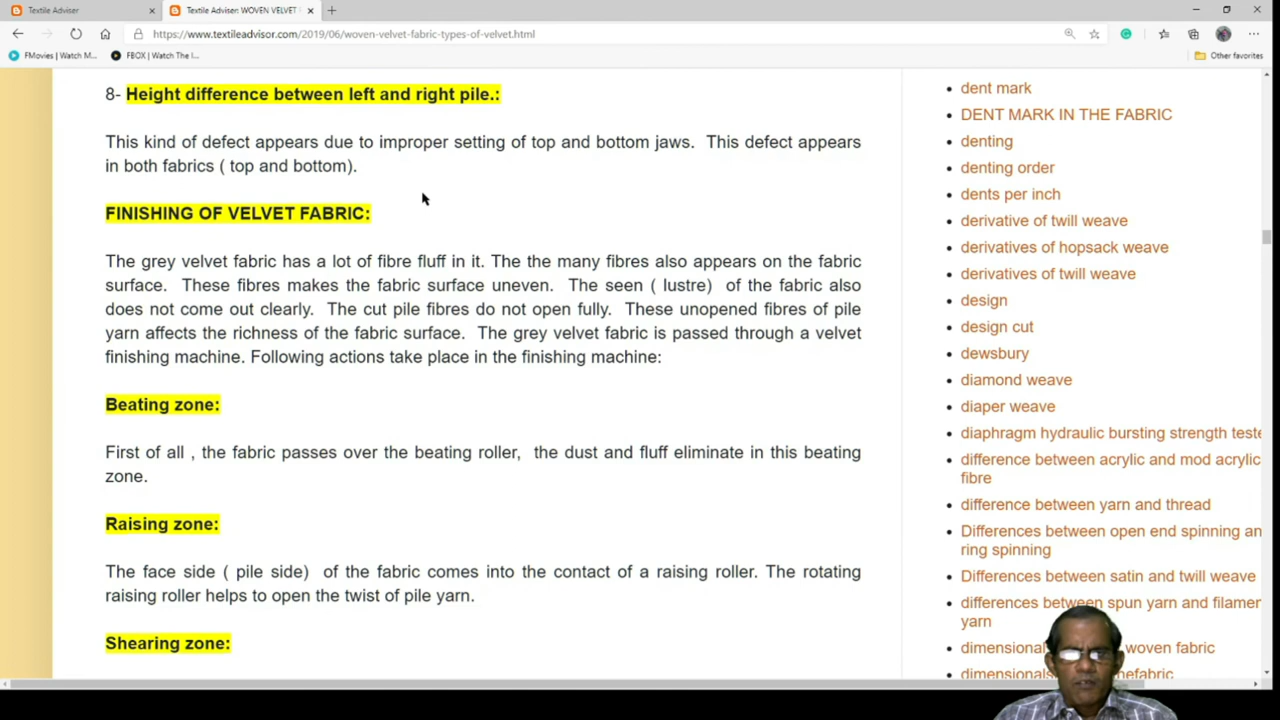 Textile Adviser
Textile Adviser: WOVEN VELVET
https://www.textileadvisor.com/2019/06/woven-velvet-fabric-types-of-velvet.html
FMovies | Watch M...
FBOX | Watch The I...
Other favorites
8- Height difference between left and right pile.:
This kind of defect appears due to improper setting of top and bottom jaws. This defect appears
in both fabrics ( top and bottom).
FINISHING OF VELVET FABRIC:
The grey velvet fabric has a lot of fibre fluff in it. The the many fibres also appears on the fabric
surface. These fibres makes the fabric surface uneven. The seen ( lustre) of the fabric also
does not come out clearly. The cut pile fibres do not open fully. These unopened fibres of pile
yarn affects the richness of the fabric surface. The grey velvet fabric is passed through a velvet
finishing machine. Following actions take place in the finishing machine:
Beating zone:
First of all , the fabric passes over the beating roller, the dust and fluff eliminate in this beating
zone.
Raising zone:
The face side ( pile side) of the fabric comes into the contact of a raising roller. The rotating
raising roller helps to open the twist of pile yarn.
Shearing zone:
dent mark
DENT MARK IN THE FABRIC
denting
denting order
dents per inch
derivative of twill weave
derivatives of hopsack weave
derivatives of twill weave
design
design cut
dewsbury
diamond weave
diaper weave
diaphragm hydraulic bursting strength teste
difference between acrylic and mod acrylic
fibre
difference between yarn and thread
Differences between open end spinning an
ring spinning
Differences between satin and twill weave
differences between spun yarn and filamen
yarn
dimensional woven fabric